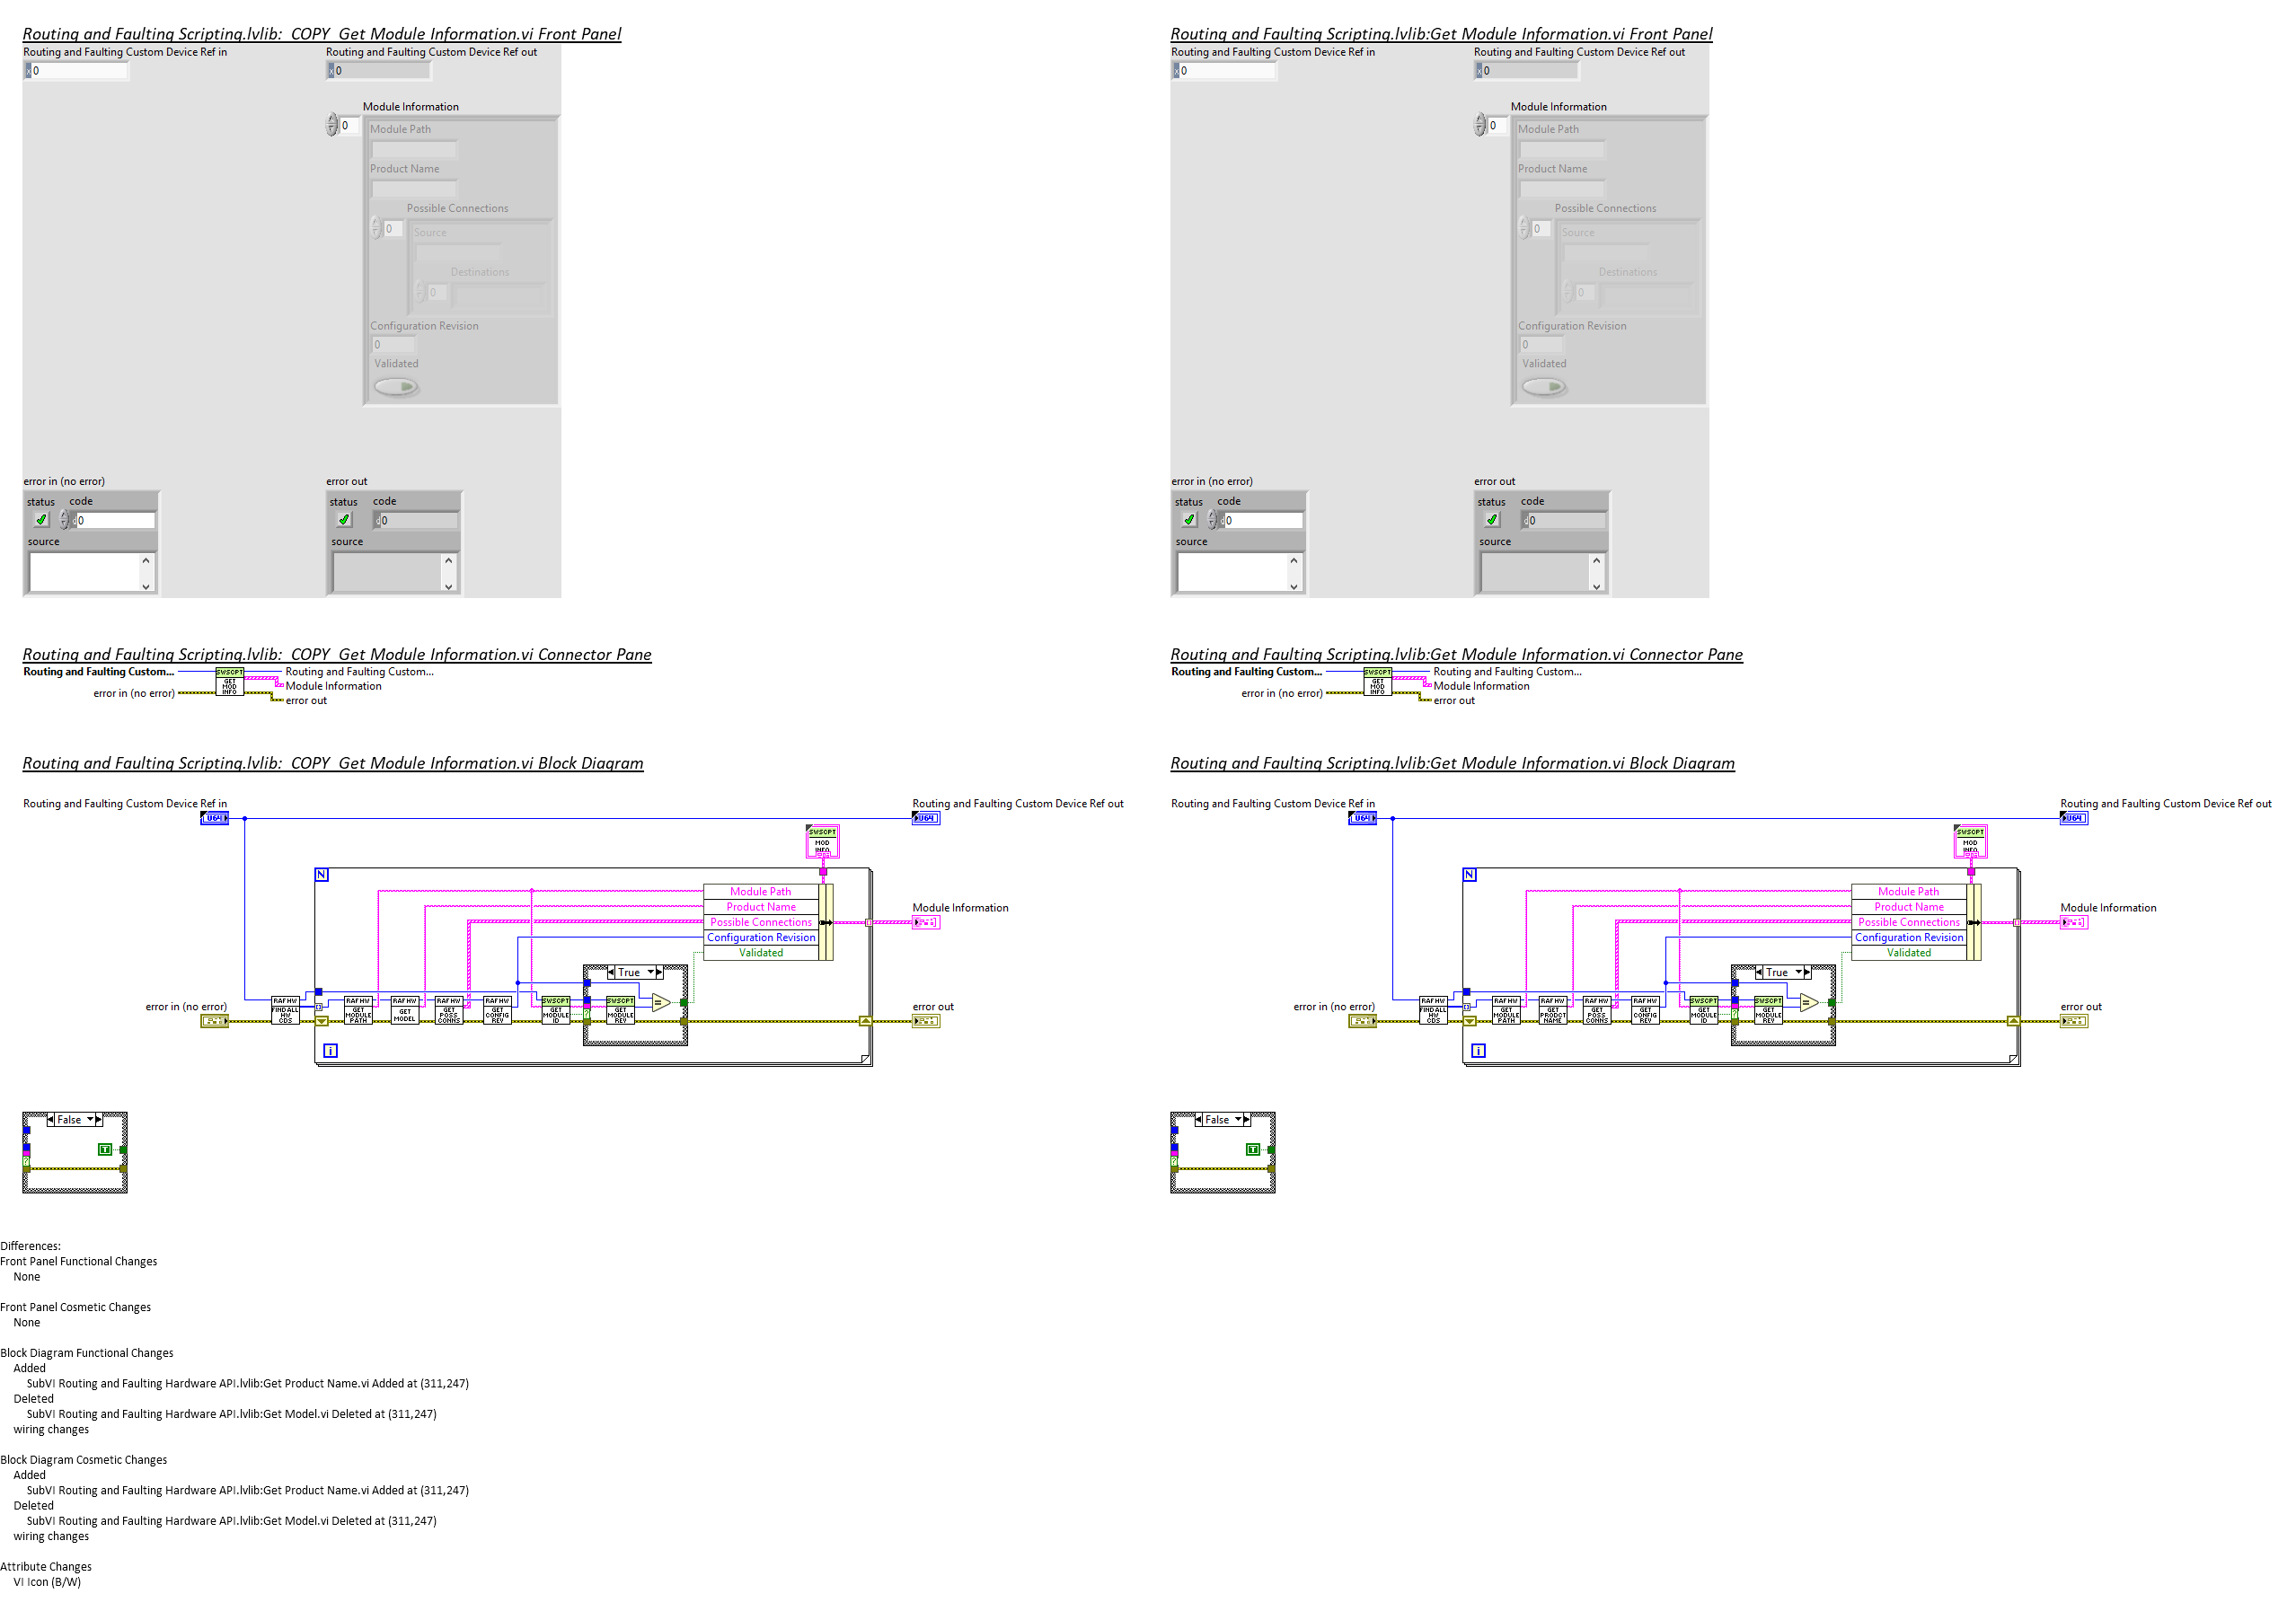 Routing and Faulting Scripting.lvlib:_COPY_Get Module Information.vi Front Panel
Routing and Faulting Custom Device Ref in
Routing and Faulting Custom Device Ref out
x 0
x 0
Module Information
0
Module Path
Product Name
Possible Connections
0
Source
Destinations
0
Configuration Revision
0
Validated
error in (no error)
error out
status code
status code
d 0
d 0
source
source
Routing and Faulting Scripting.lvlib:_COPY_Get Module Information.vi Connector Pane
Routing and Faulting Custom...
error in (no error)
SWSCPT
GET
MOD
INFO
Routing and Faulting Custom...
Module Information
error out
Routing and Faulting Scripting.lvlib:_COPY_Get Module Information.vi Block Diagram
Routing and Faulting Custom Device Ref in
Routing and Faulting Custom Device Ref out
U64
U64
SWSCPT
MOD
INFO
N
Module Path
Product Name
Possible Connections
Configuration Revision
Validated
Module Information
True
error in (no error)
RAF HW
FIND ALL
HW
CDS
RAF HW
GET
MODULE
PATH
RAF HW
GET
MODEL
RAF HW
GET
POSS
CONNS
RAF HW
GET
CONFIG
REV
SWSCPT
GET
MODULE
ID
?
SWSCPT
GET
MODULE
REV
=
error out
i
False
T
?
Routing and Faulting Scripting.lvlib:Get Module Information.vi Front Panel
Routing and Faulting Custom Device Ref in
Routing and Faulting Custom Device Ref out
x 0
x 0
Module Information
0
Module Path
Product Name
Possible Connections
0
Source
Destinations
0
Configuration Revision
0
Validated
error in (no error)
error out
status code
status code
d 0
d 0
source
source
Routing and Faulting Scripting.lvlib:Get Module Information.vi Connector Pane
Routing and Faulting Custom...
error in (no error)
SWSCPT
GET
MOD
INFO
Routing and Faulting Custom...
Module Information
error out
Routing and Faulting Scripting.lvlib:Get Module Information.vi Block Diagram
Routing and Faulting Custom Device Ref in
Routing and Faulting Custom Device Ref out
U64
U64
SWSCPT
MOD
INFO
N
Module Path
Product Name
Possible Connections
Configuration Revision
Validated
Module Information
True
error in (no error)
RAF HW
FIND ALL
HW
CDS
RAF HW
GET
MODULE
PATH
RAF HW
GET
PRODCT
NAME
RAF HW
GET
POSS
CONNS
RAF HW
GET
CONFIG
REV
SWSCPT
GET
MODULE
ID
?
SWSCPT
GET
MODULE
REV
=
error out
i
False
T
?
Differences:
Front Panel Functional Changes
None
Front Panel Cosmetic Changes
None
Block Diagram Functional Changes
Added
SubVI Routing and Faulting Hardware API.lvlib:Get Product Name.vi Added at (311,247)
Deleted
SubVI Routing and Faulting Hardware API.lvlib:Get Model.vi Deleted at (311,247)
wiring changes
Block Diagram Cosmetic Changes
Added
SubVI Routing and Faulting Hardware API.lvlib:Get Product Name.vi Added at (311,247)
Deleted
SubVI Routing and Faulting Hardware API.lvlib:Get Model.vi Deleted at (311,247)
wiring changes
Attribute Changes
VI Icon (B/W)